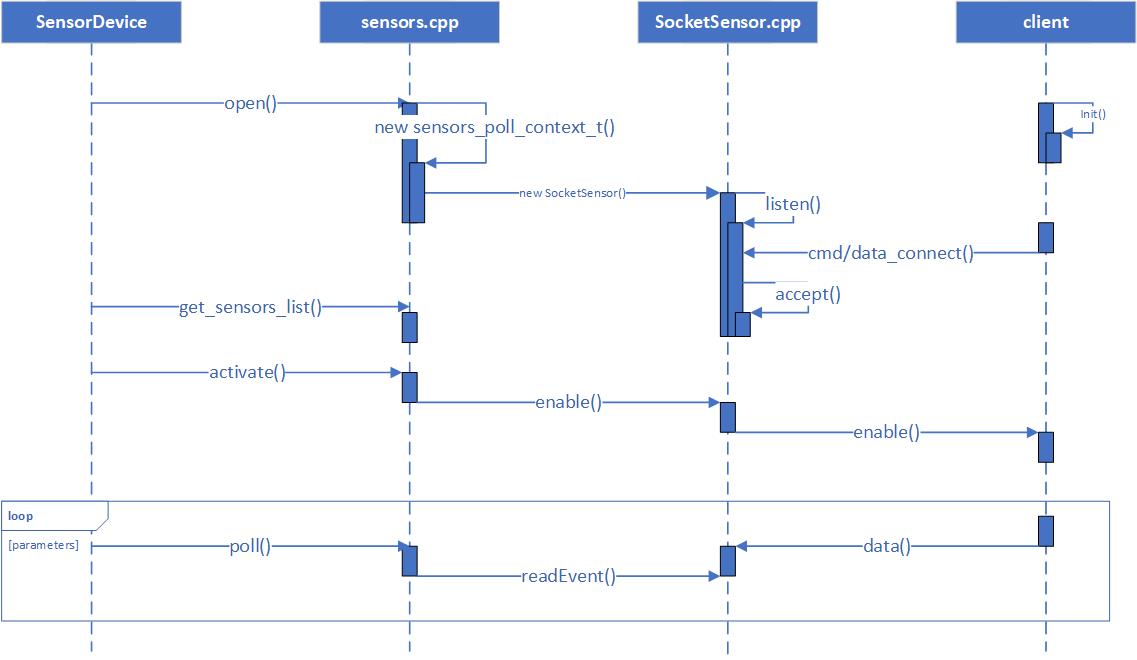 SensorDevice
sensors.cpp
SocketSensor.cpp
client
open()
Init()
new sensors_poll_context_t()
new SocketSensor()
listen()
cmd/data_connect()
accept()
get_sensors_list()
activate()
enable()
enable()
loop
[parameters]
poll()
data()
readEvent()